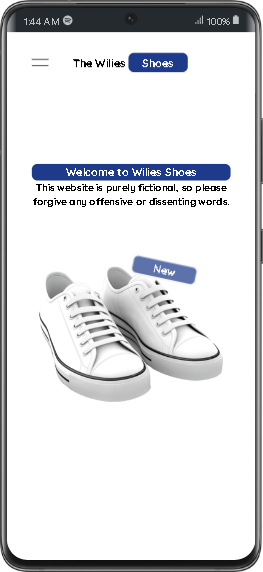 1:44 AM 100%
The Wilies Shoes
Welcome to Wilies Shoes
This website is purely fictional, so please
forgive any offensive or dissenting words.
New